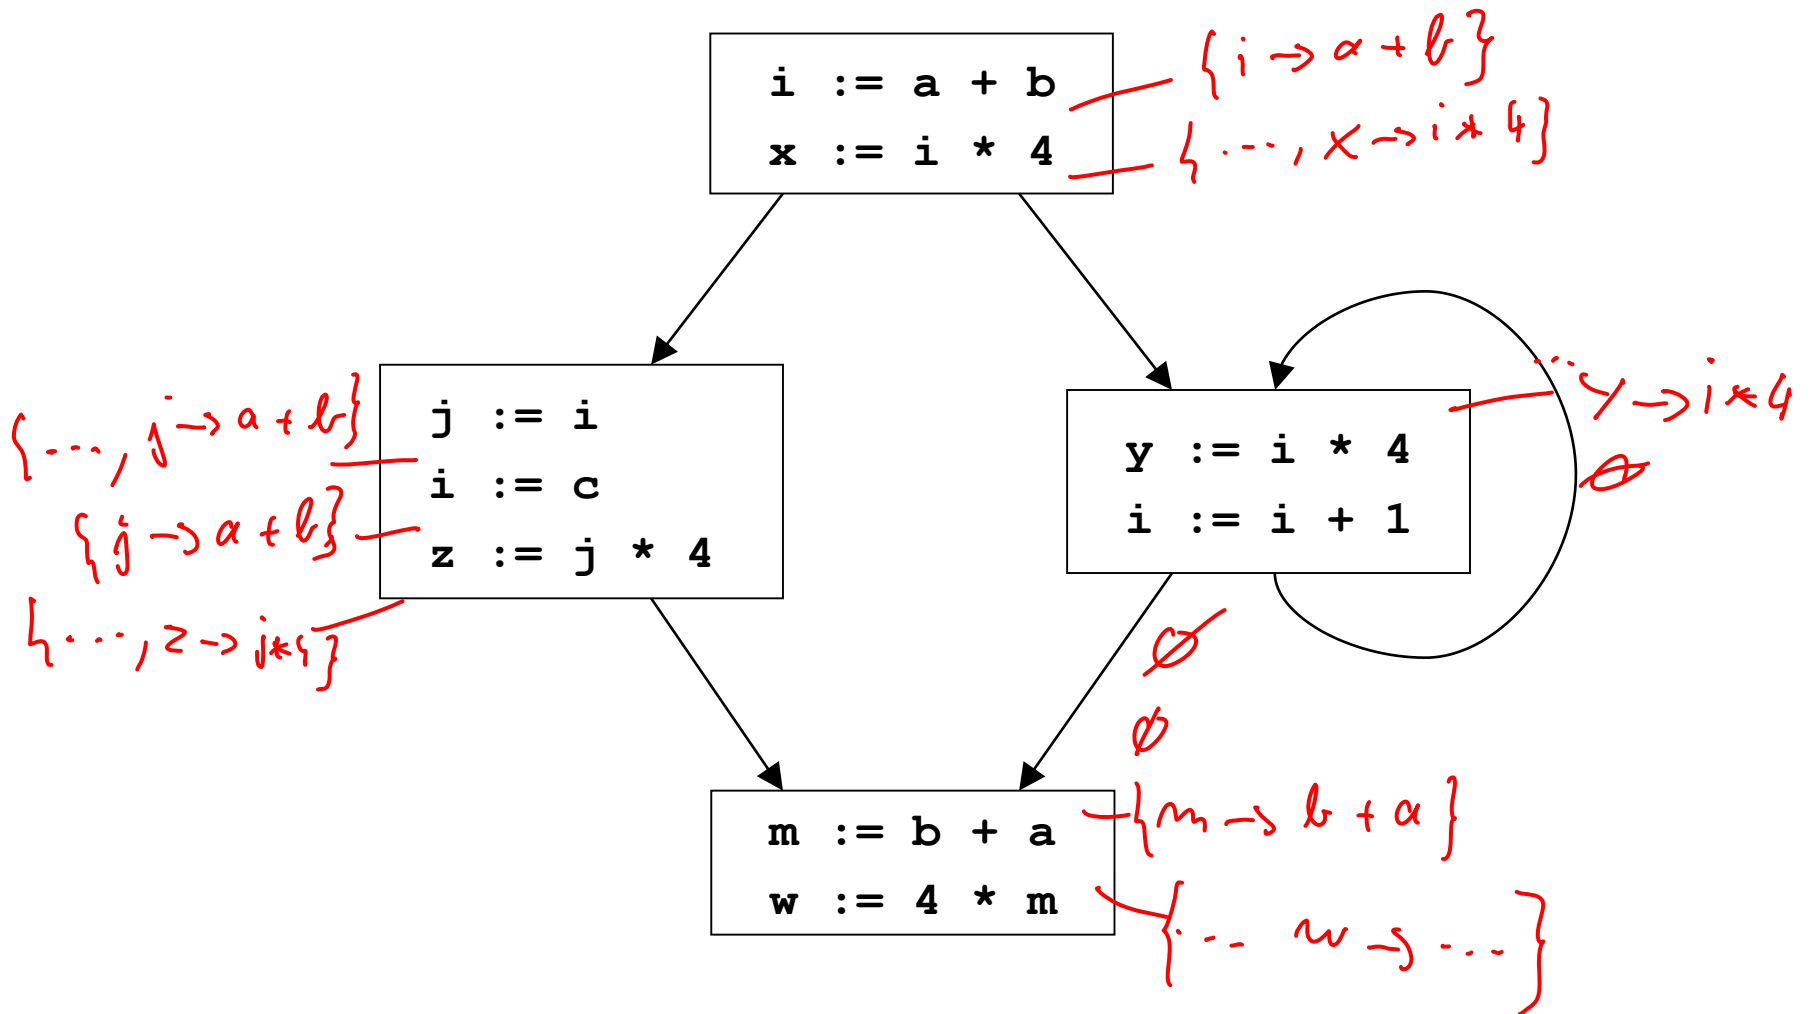 i := a + b
x := i * 4
{i → a + b}
{..., x → i * 4}
j := i
i := c
z := j * 4
{..., j → a + b}
{j → a + b}
{..., z → j*4}
y := i * 4
i := i + 1
... y → i * 4
∅
∅
∅
m := b + a
w := 4 * m
{m → b + a}
{... w → ...}